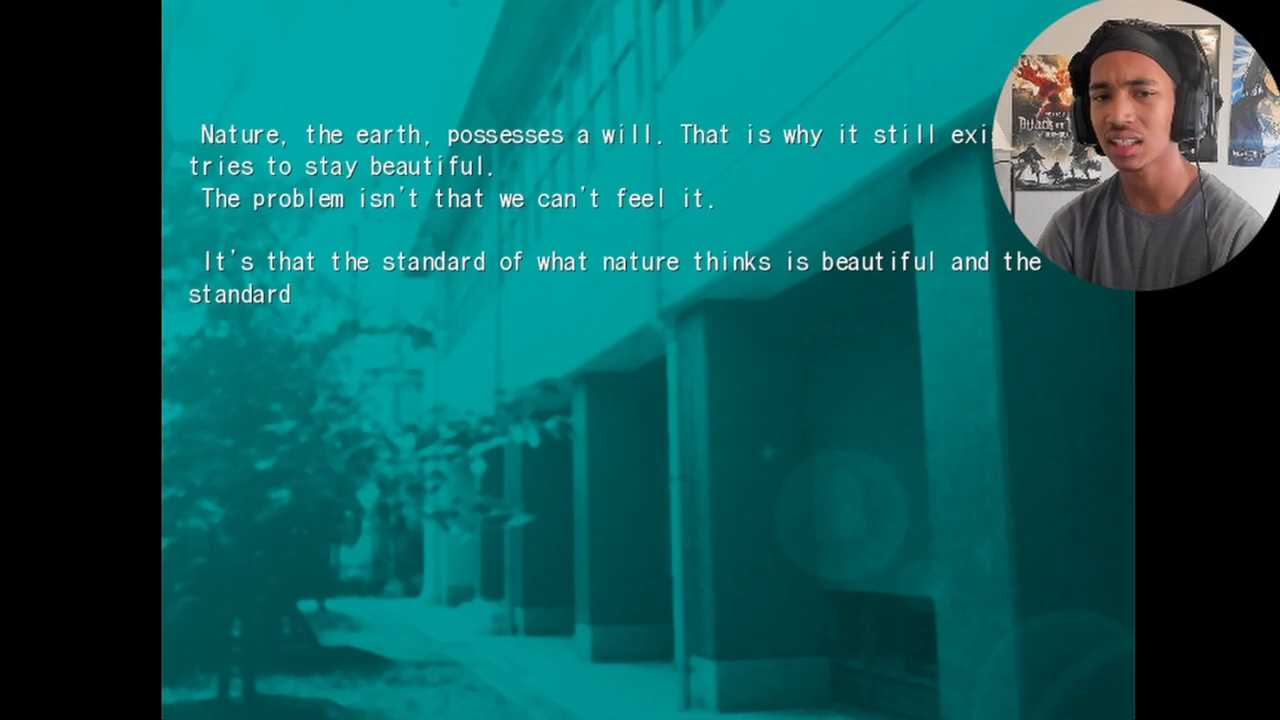 Nature, the earth, possesses a will. That is why it still
tries to stay beautiful.
The problem isn't that we can't feel it.
It's that the standard of what nature thinks is beautiful and the
standard